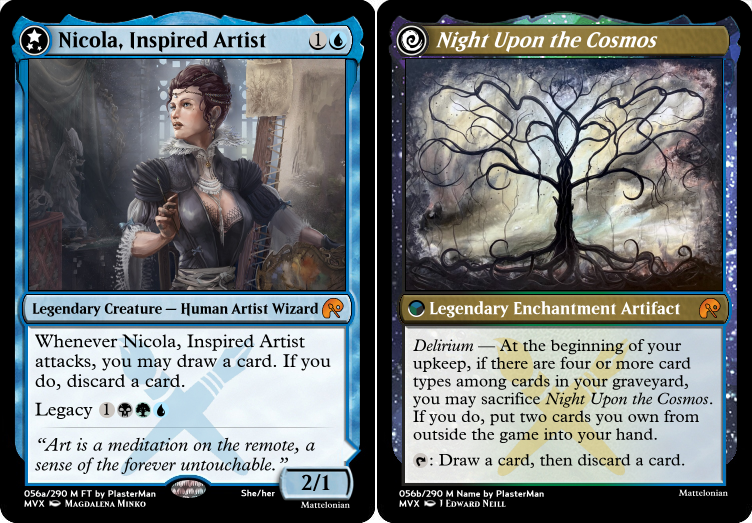 Nicola, Inspired Artist
1
Legendary Creature — Human Artist Wizard
Whenever Nicola, Inspired Artist
attacks, you may draw a card. If you
do, discard a card.
Legacy 1
“Art is a meditation on the remote, a
sense of the forever untouchable.”
2/1
056a/290 M FT by PlasterMan
She/her
MVX Magdalena Minko
Mattelonian
Night Upon the Cosmos
Legendary Enchantment Artifact
Delirium — At the beginning of your
upkeep, if there are four or more card
types among cards in your graveyard,
you may sacrifice Night Upon the Cosmos.
If you do, put two cards you own from
outside the game into your hand.
: Draw a card, then discard a card.
056b/290 M Name by PlasterMan
Mattelonian
MVX J Edward Neill